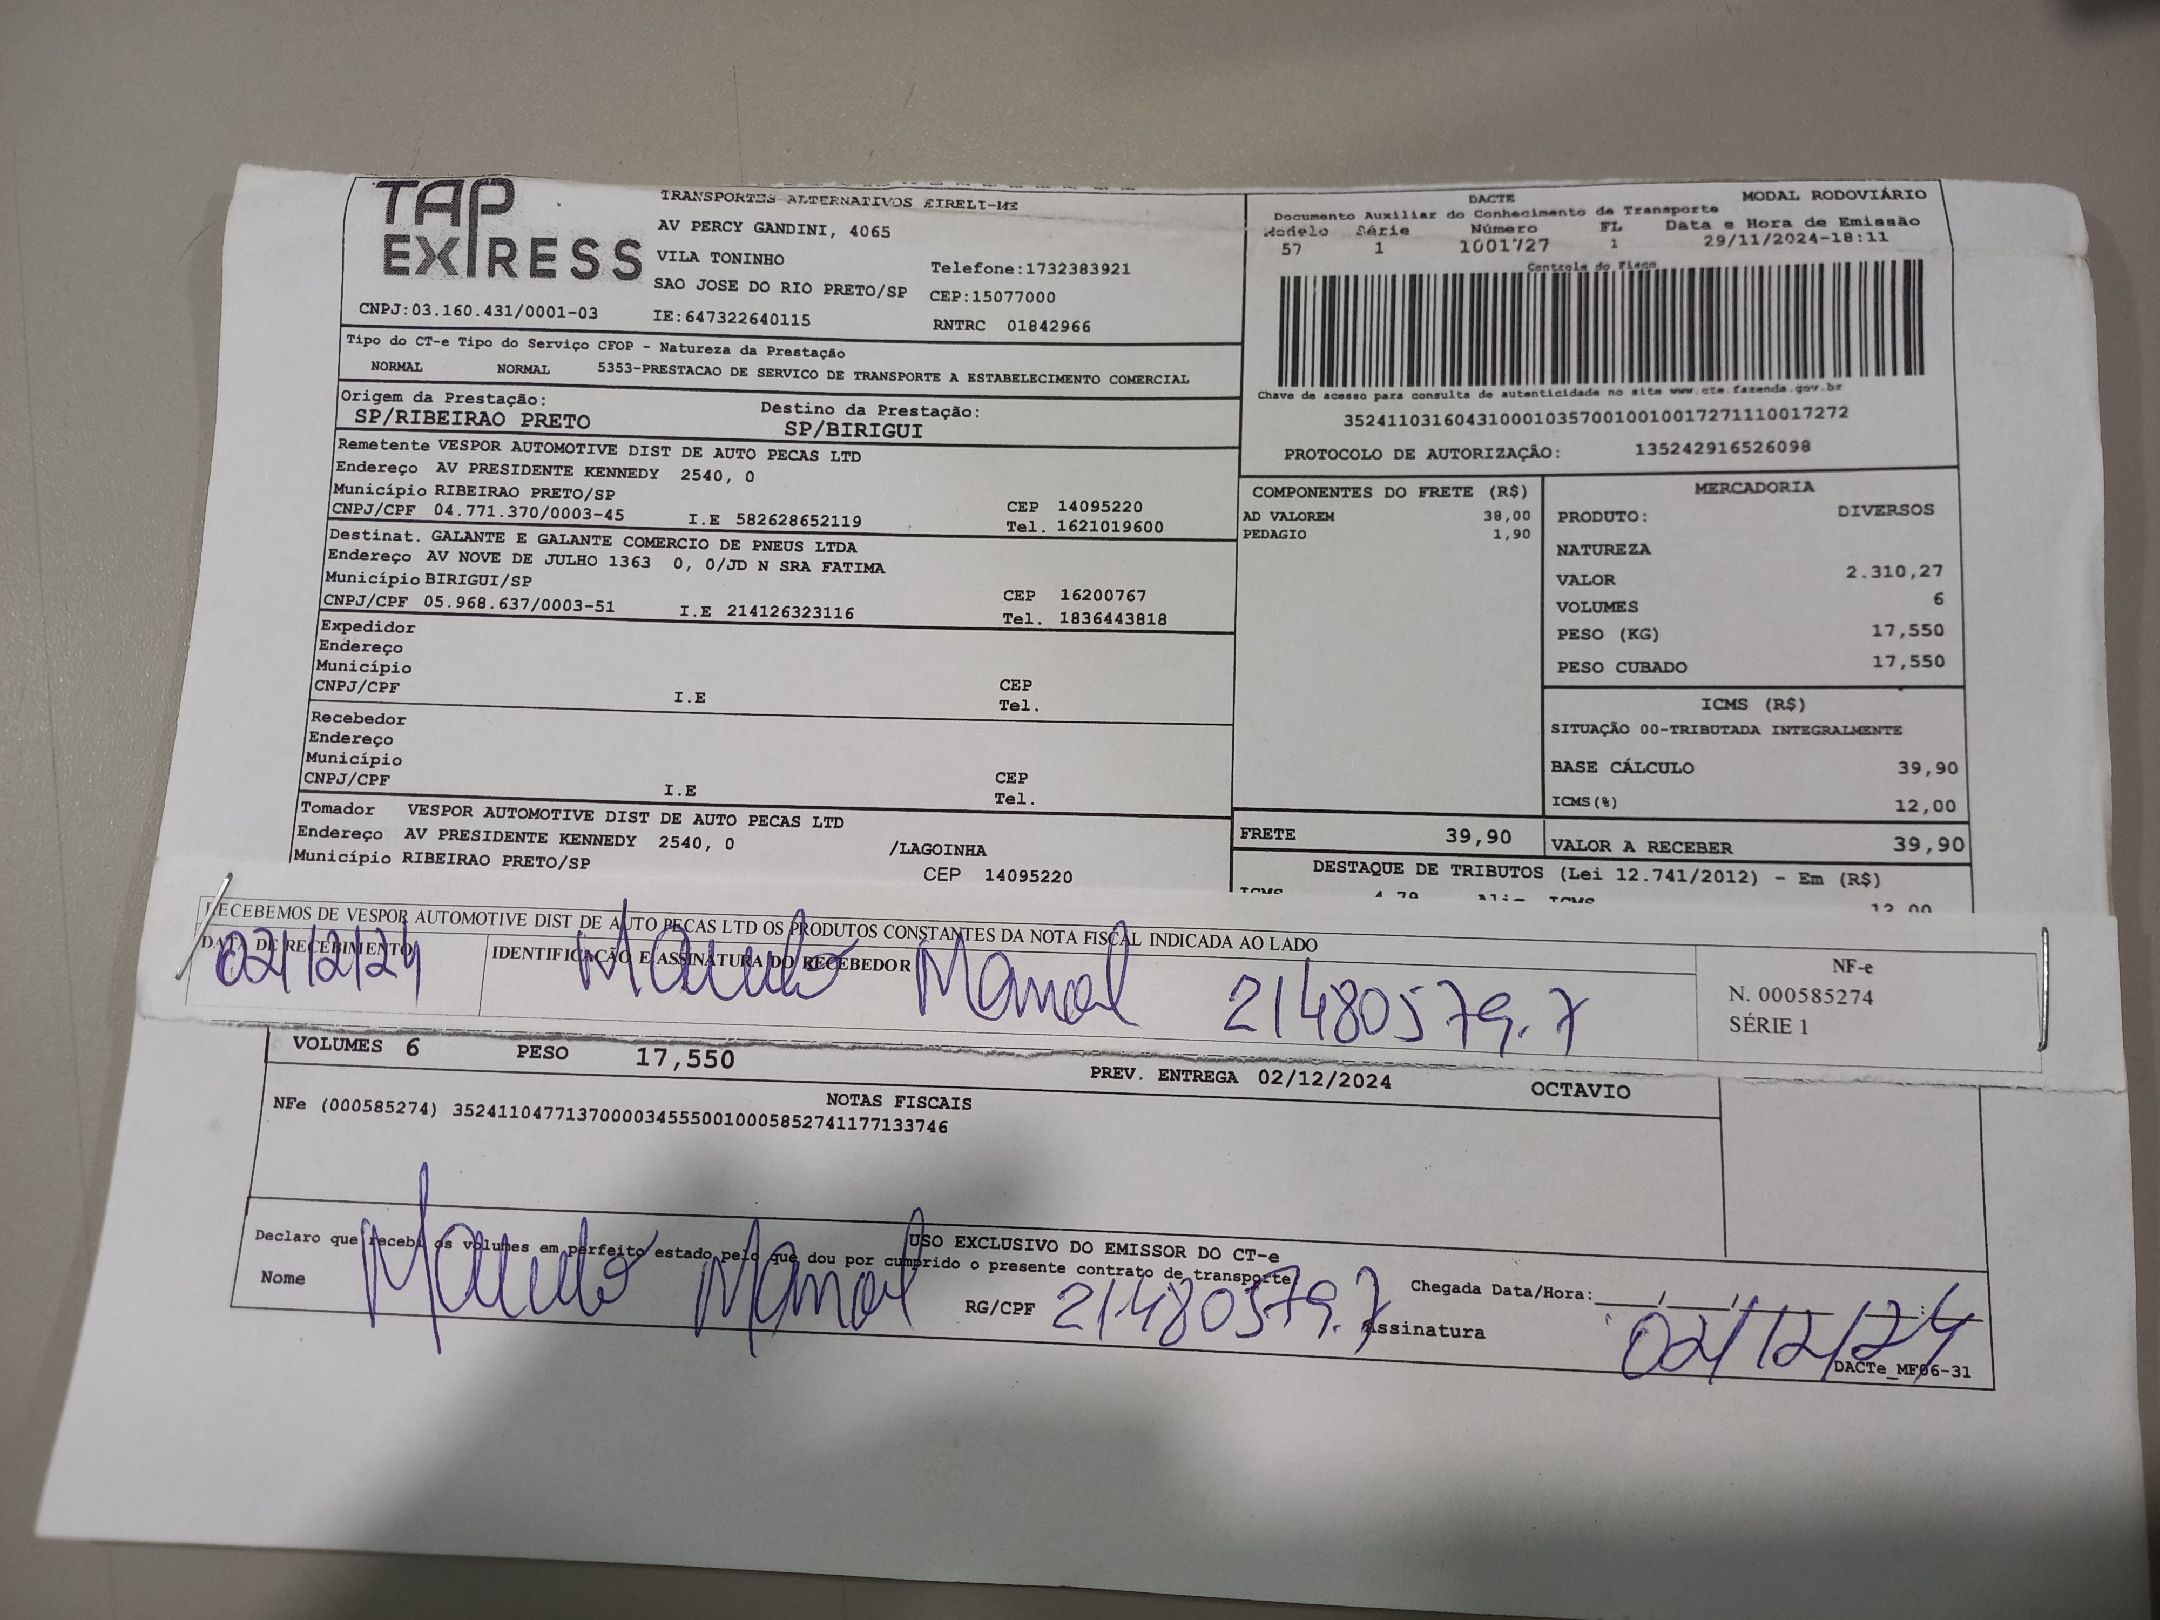 TAP
EXPRESS
TRANSPORTES ALTERNATIVOS EIRELI-ME
AV PERCY GANDINI, 4065
VILA TONINHO
Telefone:1732383921
SAO JOSE DO RIO PRETO/SP CEP:15077000
CNPJ:03.160.431/0001-03 IE:647322640115 RNTRC 01842966
DACTE MODAL RODOVIÁRIO
Documento Auxiliar do Conhecimento de Transporte
Modelo Série Número FL Data e Hora de Emissão
57 1 1001727 1 29/11/2024-18:11
Controle do Fisco
Chave de acesso para consulta de autenticidade no site www.cte.fazenda.gov.br
35241103160431000103570010010017271110017272
PROTOCOLO DE AUTORIZAÇÃO: 135242916526098
Tipo do CT-e Tipo do Serviço CFOP - Natureza da Prestação
NORMAL NORMAL 5353-PRESTACAO DE SERVICO DE TRANSPORTE A ESTABELECIMENTO COMERCIAL
Origem da Prestação: Destino da Prestação:
SP/RIBEIRAO PRETO SP/BIRIGUI
Remetente VESPOR AUTOMOTIVE DIST DE AUTO PECAS LTD
Endereço AV PRESIDENTE KENNEDY 2540, 0
Município RIBEIRAO PRETO/SP CEP 14095220
CNPJ/CPF 04.771.370/0003-45 I.E 582628652119 Tel. 1621019600
Destinat. GALANTE E GALANTE COMERCIO DE PNEUS LTDA
Endereço AV NOVE DE JULHO 1363 0, 0/JD N SRA FATIMA
Município BIRIGUI/SP CEP 16200767
CNPJ/CPF 05.968.637/0003-51 I.E 214126323116 Tel. 1836443818
Expedidor
Endereço
Município CEP
CNPJ/CPF I.E Tel.
Recebedor
Endereço
Município CEP
CNPJ/CPF I.E Tel.
Tomador VESPOR AUTOMOTIVE DIST DE AUTO PECAS LTD
Endereço AV PRESIDENTE KENNEDY 2540, 0 /LAGOINHA
Município RIBEIRAO PRETO/SP CEP 14095220
COMPONENTES DO FRETE (R$)
AD VALOREM 38,00
PEDAGIO 1,90
MERCADORIA
PRODUTO: DIVERSOS
NATUREZA
VALOR 2.310,27
VOLUMES 6
PESO (KG) 17,550
PESO CUBADO 17,550
ICMS (R$)
SITUAÇÃO 00-TRIBUTADA INTEGRALMENTE
BASE CÁLCULO 39,90
ICMS(%) 12,00
FRETE 39,90 VALOR A RECEBER 39,90
DESTAQUE DE TRIBUTOS (Lei 12.741/2012) - Em (R$)
ICMS 4,79 Aliq ICMS 12,00
RECEBEMOS DE VESPOR AUTOMOTIVE DIST DE AUTO PECAS LTD OS PRODUTOS CONSTANTES DA NOTA FISCAL INDICADA AO LADO
DATA DE RECEBIMENTO IDENTIFICAÇÃO E ASSINATURA DO RECEBEDOR
02/12/24 21480579.7
NF-e
N. 000585274
SÉRIE 1
VOLUMES 6 PESO 17,550 PREV. ENTREGA 02/12/2024 OCTAVIO
NOTAS FISCAIS
NFe (000585274) 35241104771370000345550010005852741177133746
USO EXCLUSIVO DO EMISSOR DO CT-e
Declaro que recebi os volumes em perfeito estado pelo que dou por cumprido o presente contrato de transporte.
Nome RG/CPF 21480579.7 Assinatura Chegada Data/Hora:____/____/____ ____:____
02/12/24
DACTe_MF06-31